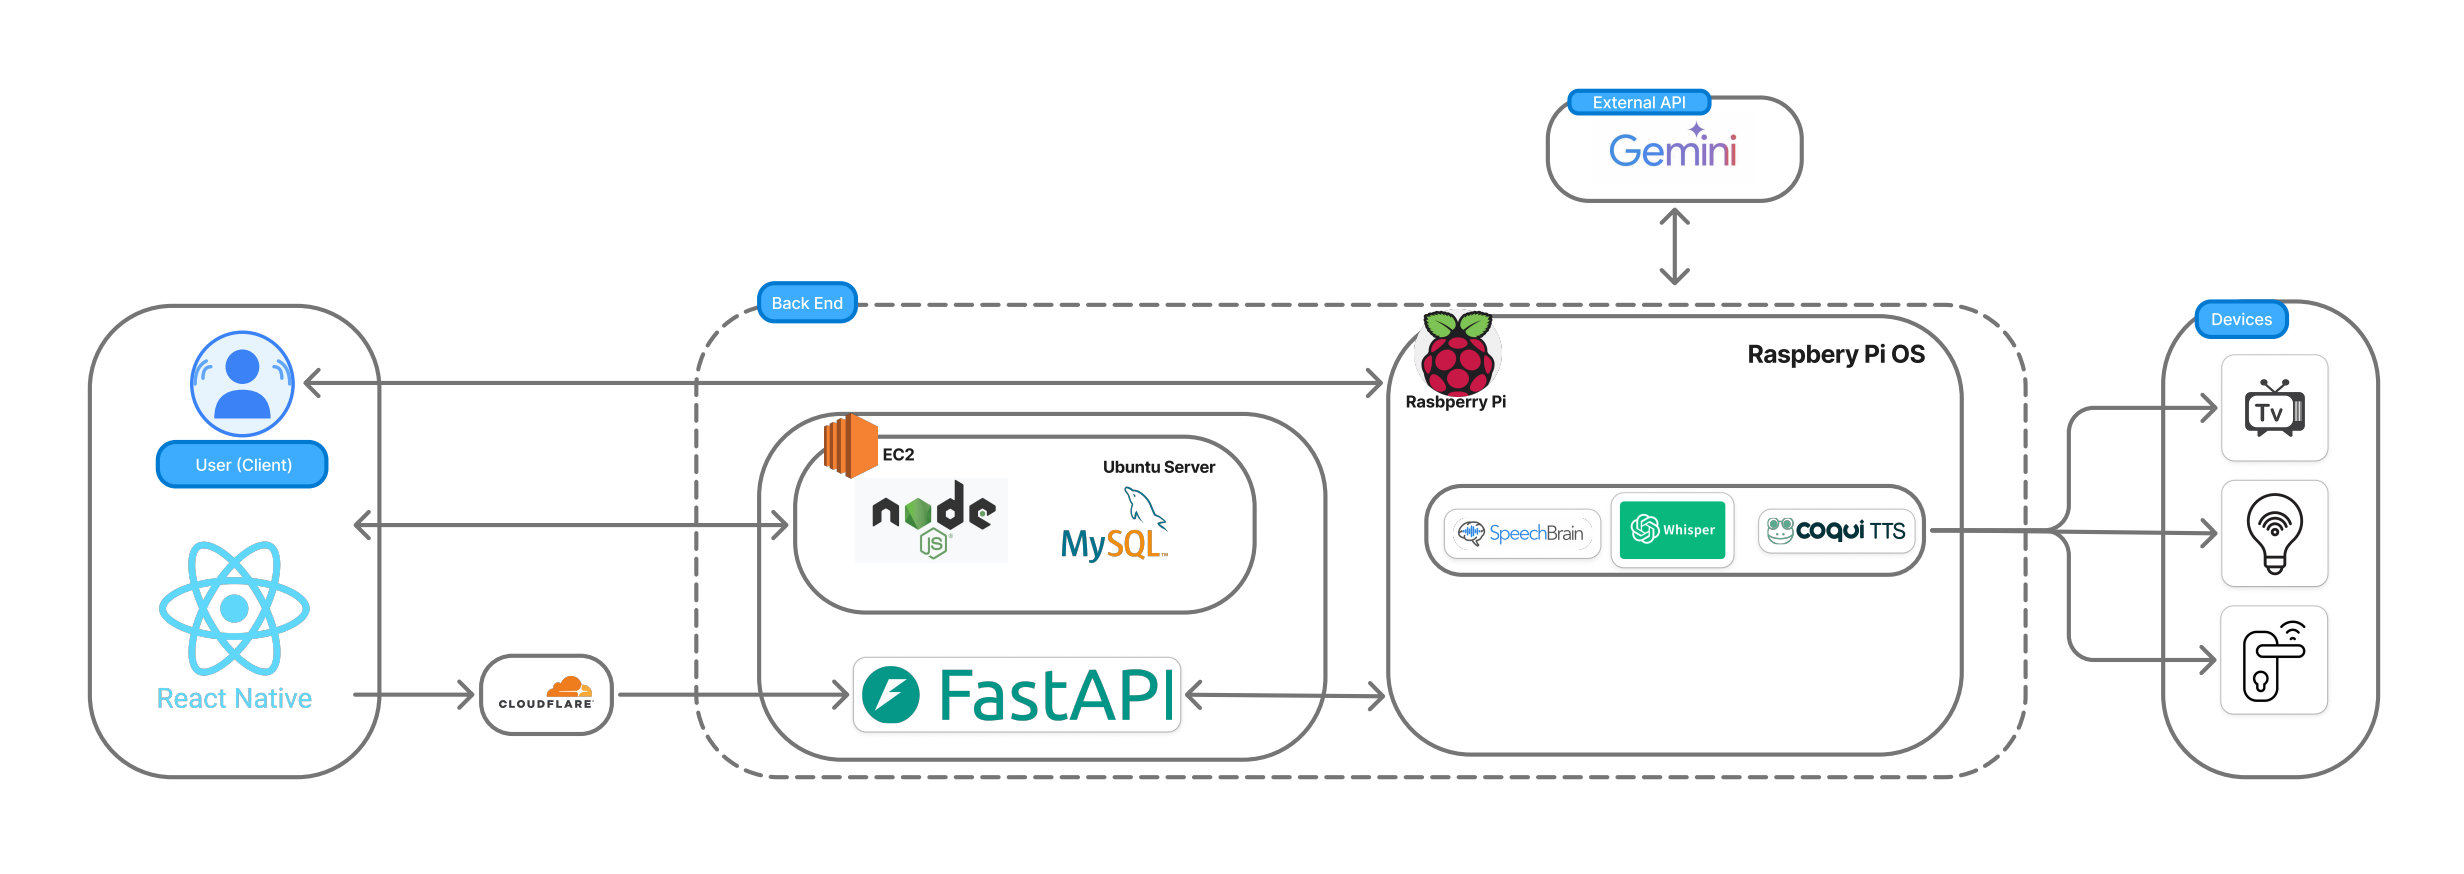 External API
Gemini
Back End
Devices
Raspbery Pi OS
Rasbperry Pi
Tv
User (Client)
EC2
Ubuntu Server
node
JS
MySQL™
SpeechBrain
Whisper
coqui TTS
React Native
CLOUDFLARE
FastAPI